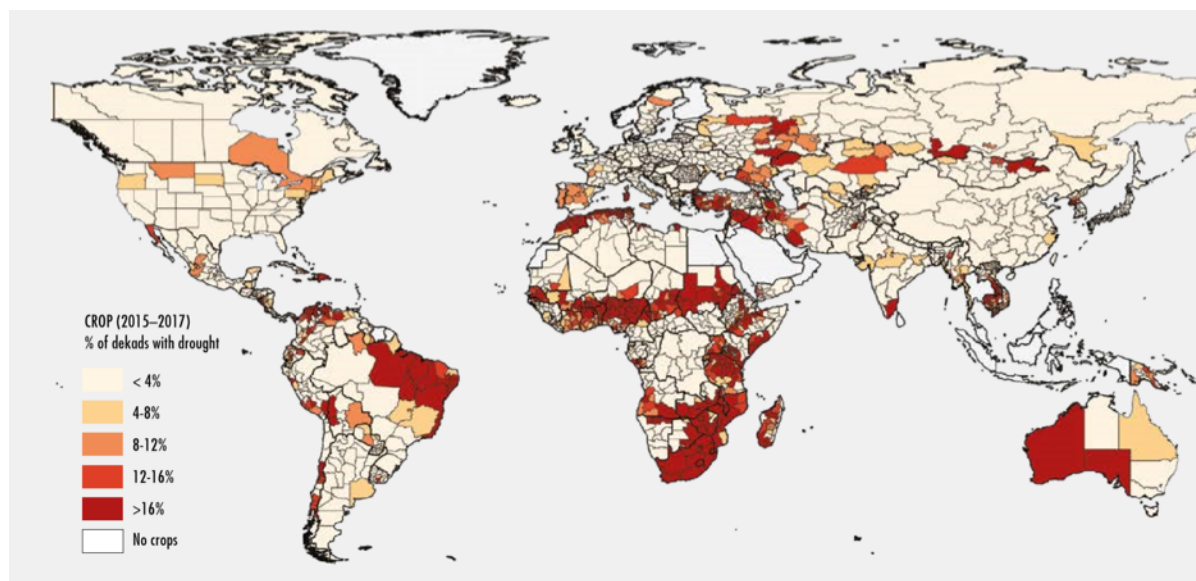 CROP (2015–2017)
% of dekads with drought
< 4%
4-8%
8-12%
12-16%
>16%
No crops